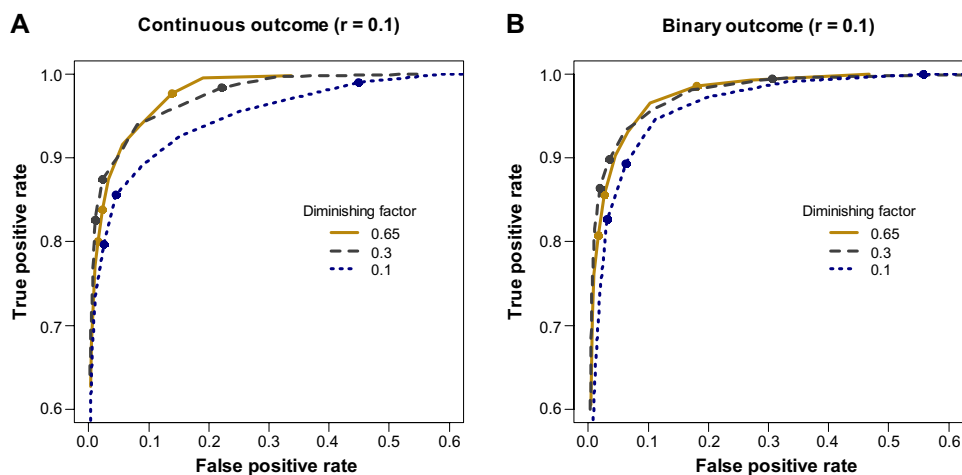 A
Continuous outcome (r = 0.1)
True positive rate
1.0
0.9
0.8
0.7
0.6
Diminishing factor
0.65
0.3
0.1
0.0 0.1 0.2 0.3 0.4 0.5 0.6
False positive rate
B
Binary outcome (r = 0.1)
True positive rate
1.0
0.9
0.8
0.7
0.6
Diminishing factor
0.65
0.3
0.1
0.0 0.1 0.2 0.3 0.4 0.5 0.6
False positive rate